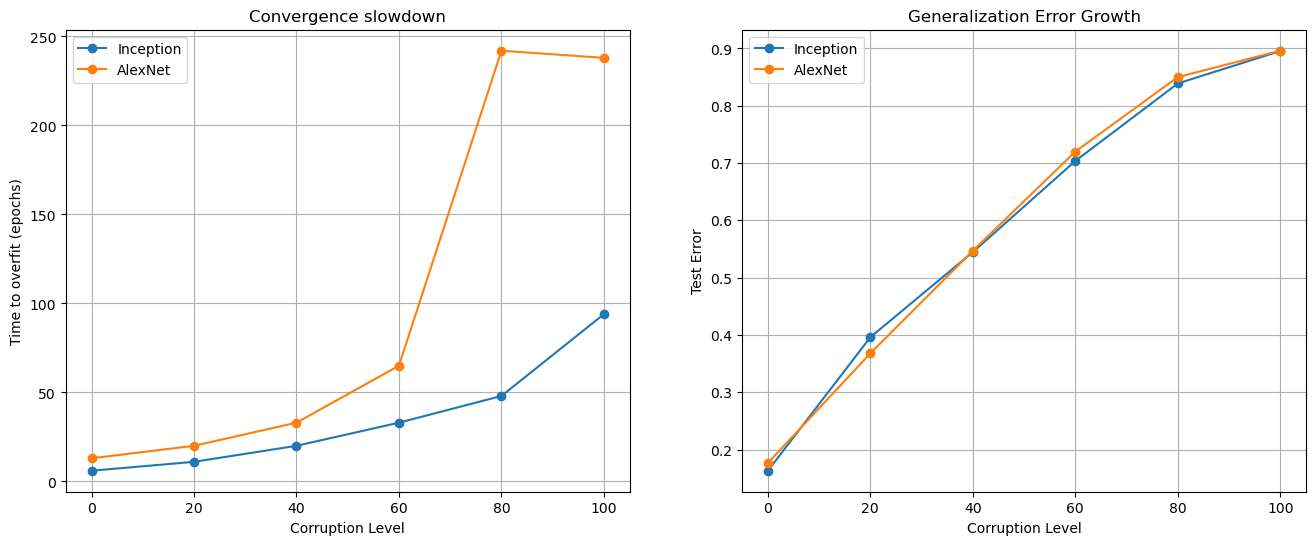 Convergence slowdown
Inception
AlexNet
250
200
150
100
50
0
Time to overfit (epochs)
0 20 40 60 80 100
Corruption Level
Generalization Error Growth
Inception
AlexNet
0.9
0.8
0.7
0.6
0.5
0.4
0.3
0.2
Test Error
0 20 40 60 80 100
Corruption Level